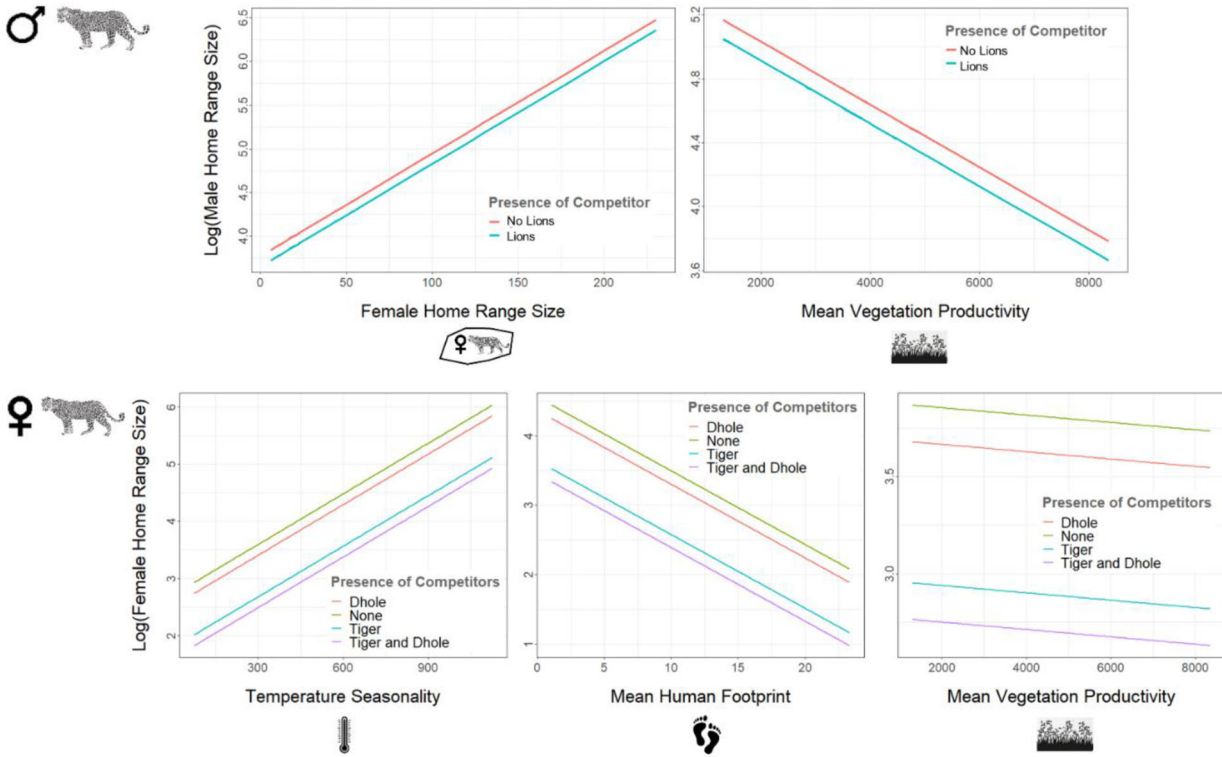 Log(Male Home Range Size)
6.5
6.0
5.5
5.0
4.5
4.0
Presence of Competitor
No Lions
Lions
0
50
100
150
200
Female Home Range Size
5.2
4.8
4.4
4.0
3.6
Presence of Competitor
No Lions
Lions
2000
4000
6000
8000
Mean Vegetation Productivity
Log(Female Home Range Size)
6
5
4
3
2
Presence of Competitors
Dhole
None
Tiger
Tiger and Dhole
300
600
900
Temperature Seasonality
4
3
2
1
Presence of Competitors
Dhole
None
Tiger
Tiger and Dhole
0
5
10
15
20
Mean Human Footprint
3.5
3.0
Presence of Competitors
Dhole
None
Tiger
Tiger and Dhole
2000
4000
6000
8000
Mean Vegetation Productivity